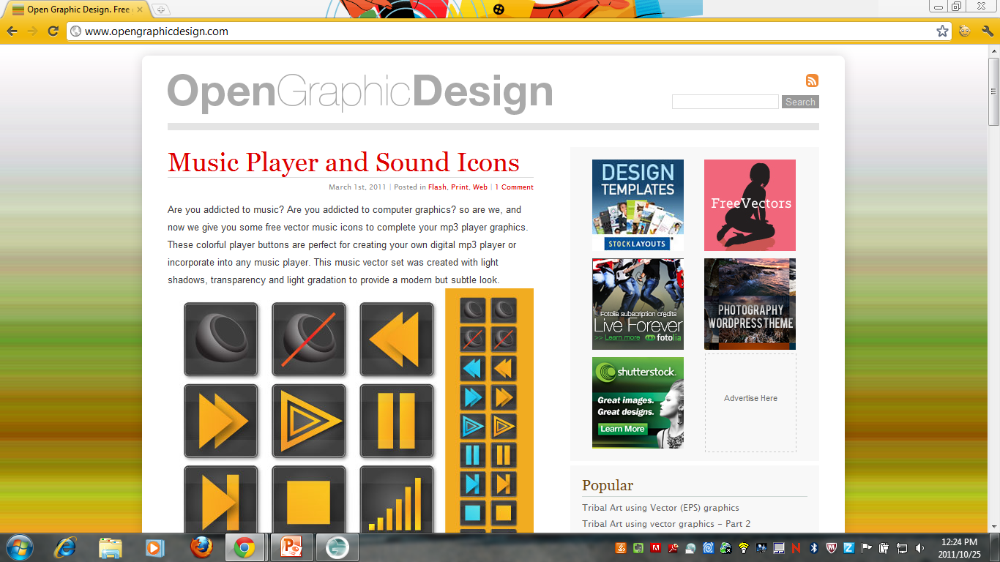 Open Graphic Design. Free
www.opengraphicdesign.com
OpenGraphicDesign
Search
Music Player and Sound Icons
March 1st, 2011 | Posted in Flash, Print, Web | 1 Comment
Are you addicted to music? Are you addicted to computer graphics? so are we, and
now we give you some free vector music icons to complete your mp3 player graphics.
These colorful player buttons are perfect for creating your own digital mp3 player or
incorporate into any music player. This music vector set was created with light
shadows, transparency and light gradation to provide a modern but subtle look.
DESIGN
TEMPLATES
STOCKLAYOUTS
FreeVectors
Fotolia subscription credits
Live Forever
>> Learn more fotolia
PHOTOGRAPHY
WORDPRESS THEME
shutterstock
Great images.
Great designs.
Learn More
Advertise Here
Popular
Tribal Art using Vector (EPS) graphics
Tribal Art using vector graphics – Part 2
12:24 PM
2011/10/25